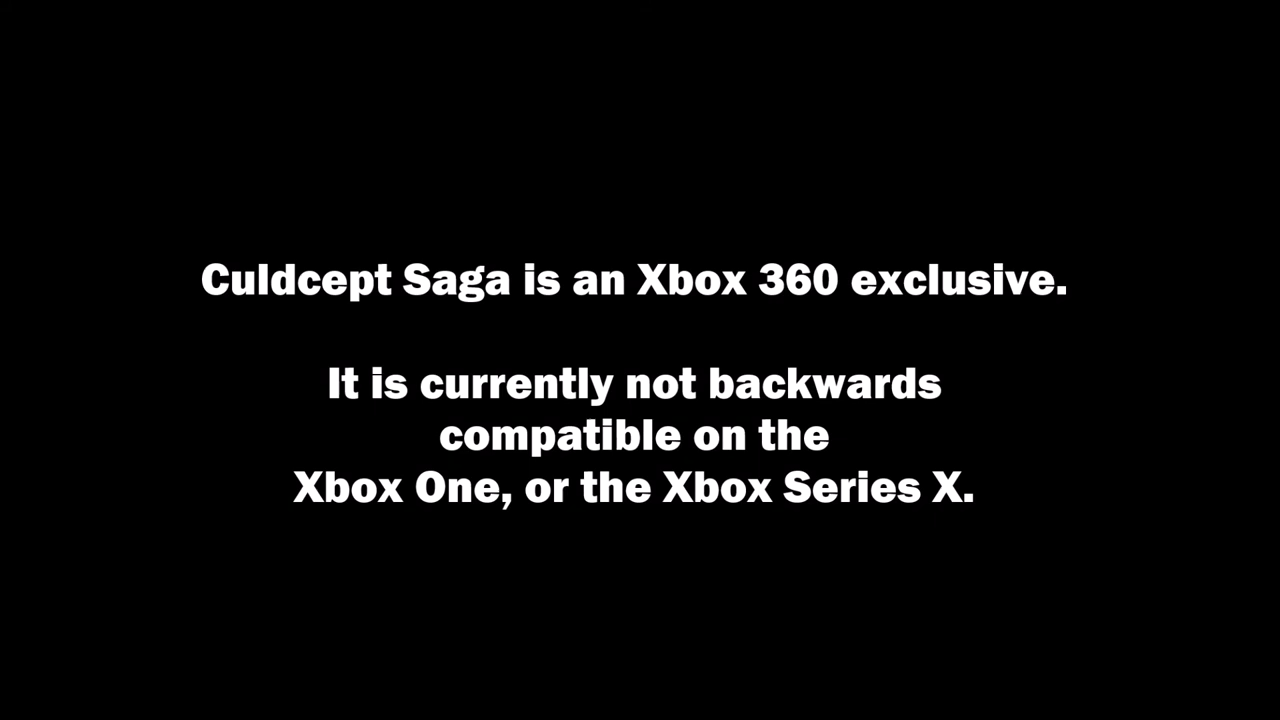 Culdcept Saga is an Xbox 360 exclusive.
It is currently not backwards
compatible on the
Xbox One, or the Xbox Series X.